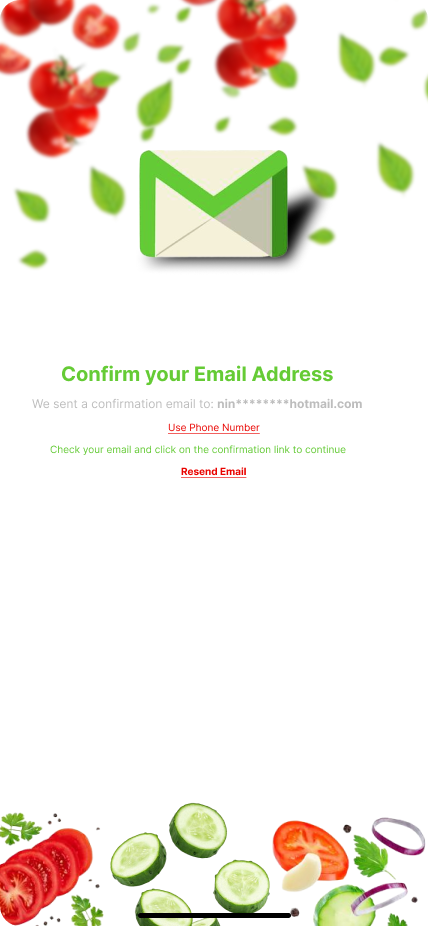 Confirm your Email Address
We sent a confirmation email to: nin********hotmail.com
Use Phone Number
Check your email and click on the confirmation link to continue
Resend Email